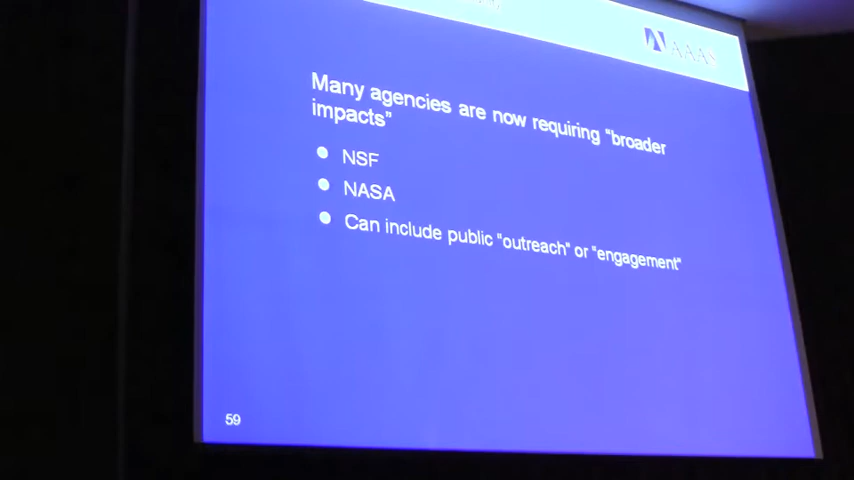 AAAS
Many agencies are now requiring "broader
impacts"
NSF
NASA
Can include public "outreach" or "engagement"
59